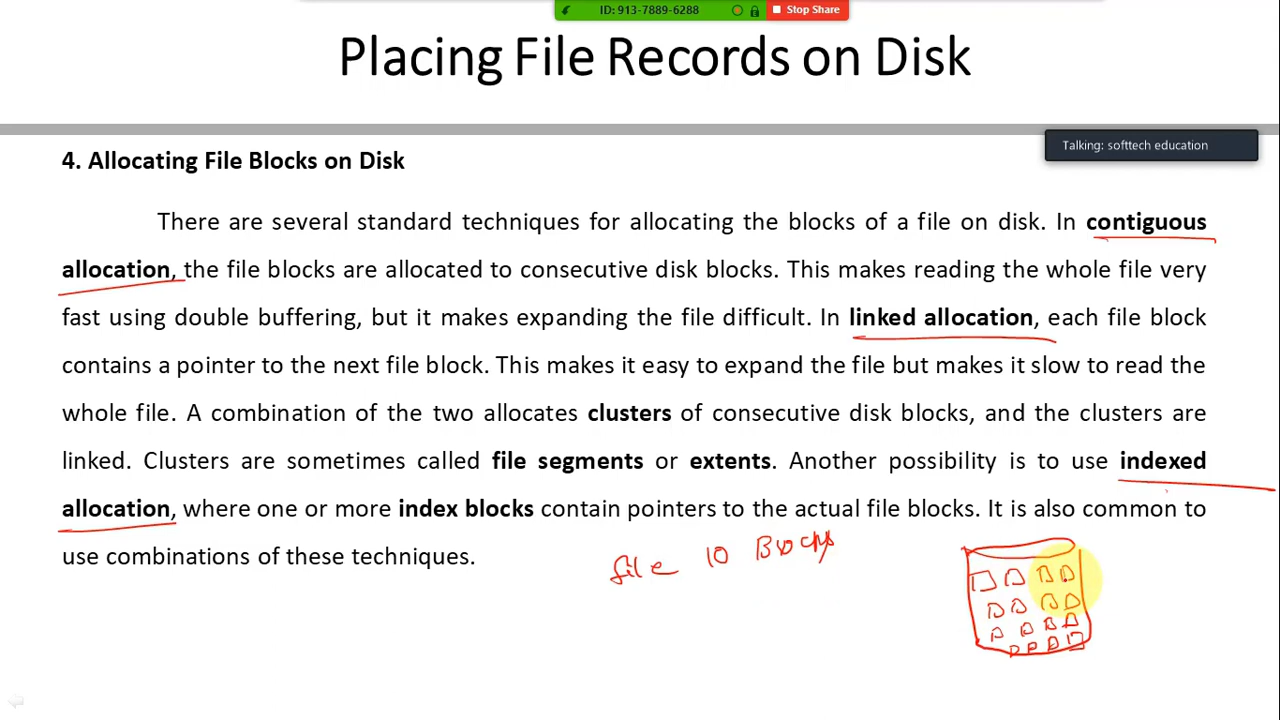 ID: 913-7889-6288
Stop Share
Placing File Records on Disk
Talking: softtech education
4. Allocating File Blocks on Disk
There are several standard techniques for allocating the blocks of a file on disk. In contiguous
allocation, the file blocks are allocated to consecutive disk blocks. This makes reading the whole file very
fast using double buffering, but it makes expanding the file difficult. In linked allocation, each file block
contains a pointer to the next file block. This makes it easy to expand the file but makes it slow to read the
whole file. A combination of the two allocates clusters of consecutive disk blocks, and the clusters are
linked. Clusters are sometimes called file segments or extents. Another possibility is to use indexed
allocation, where one or more index blocks contain pointers to the actual file blocks. It is also common to
use combinations of these techniques.
file 10 Blocks